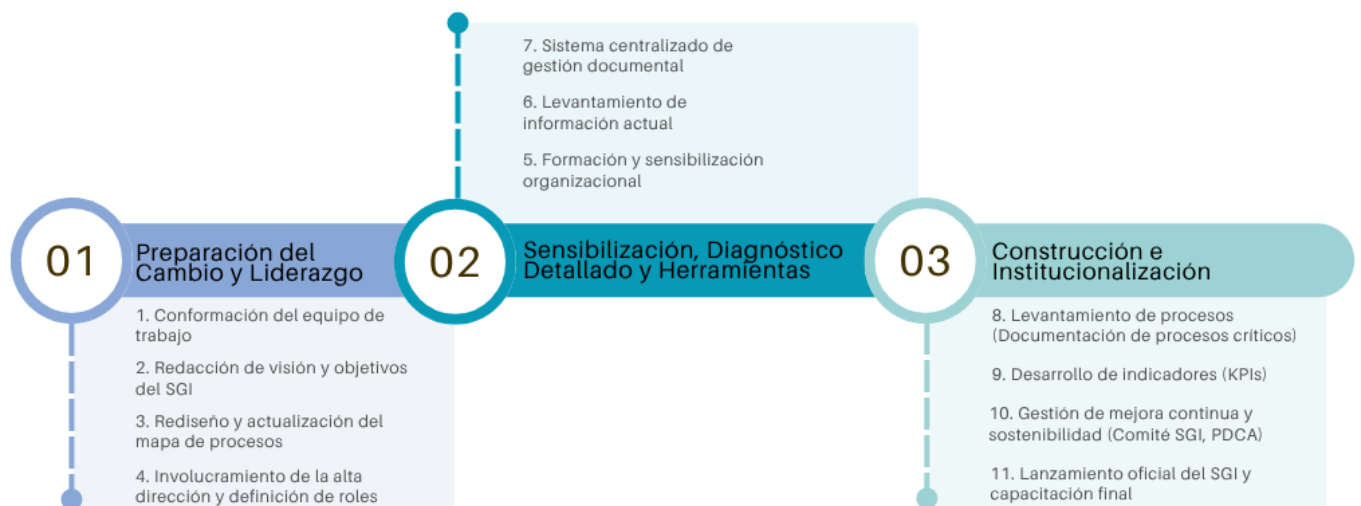 01
Preparación del
Cambio y Liderazgo
1. Conformación del equipo de
trabajo
2. Redacción de visión y objetivos
del SGI
3. Rediseño y actualización del
mapa de procesos
4. Involucramiento de la alta
dirección y definición de roles
7. Sistema centralizado de
gestión documental
6. Levantamiento de
información actual
5. Formación y sensibilización
organizacional
02
Sensibilización, Diagnóstico
Detallado y Herramientas
03
Construcción e
Institucionalización
8. Levantamiento de procesos
(Documentación de procesos críticos)
9. Desarrollo de indicadores (KPIs)
10. Gestión de mejora continua y
sostenibilidad (Comité SGI, PDCA)
11. Lanzamiento oficial del SGI y
capacitación final